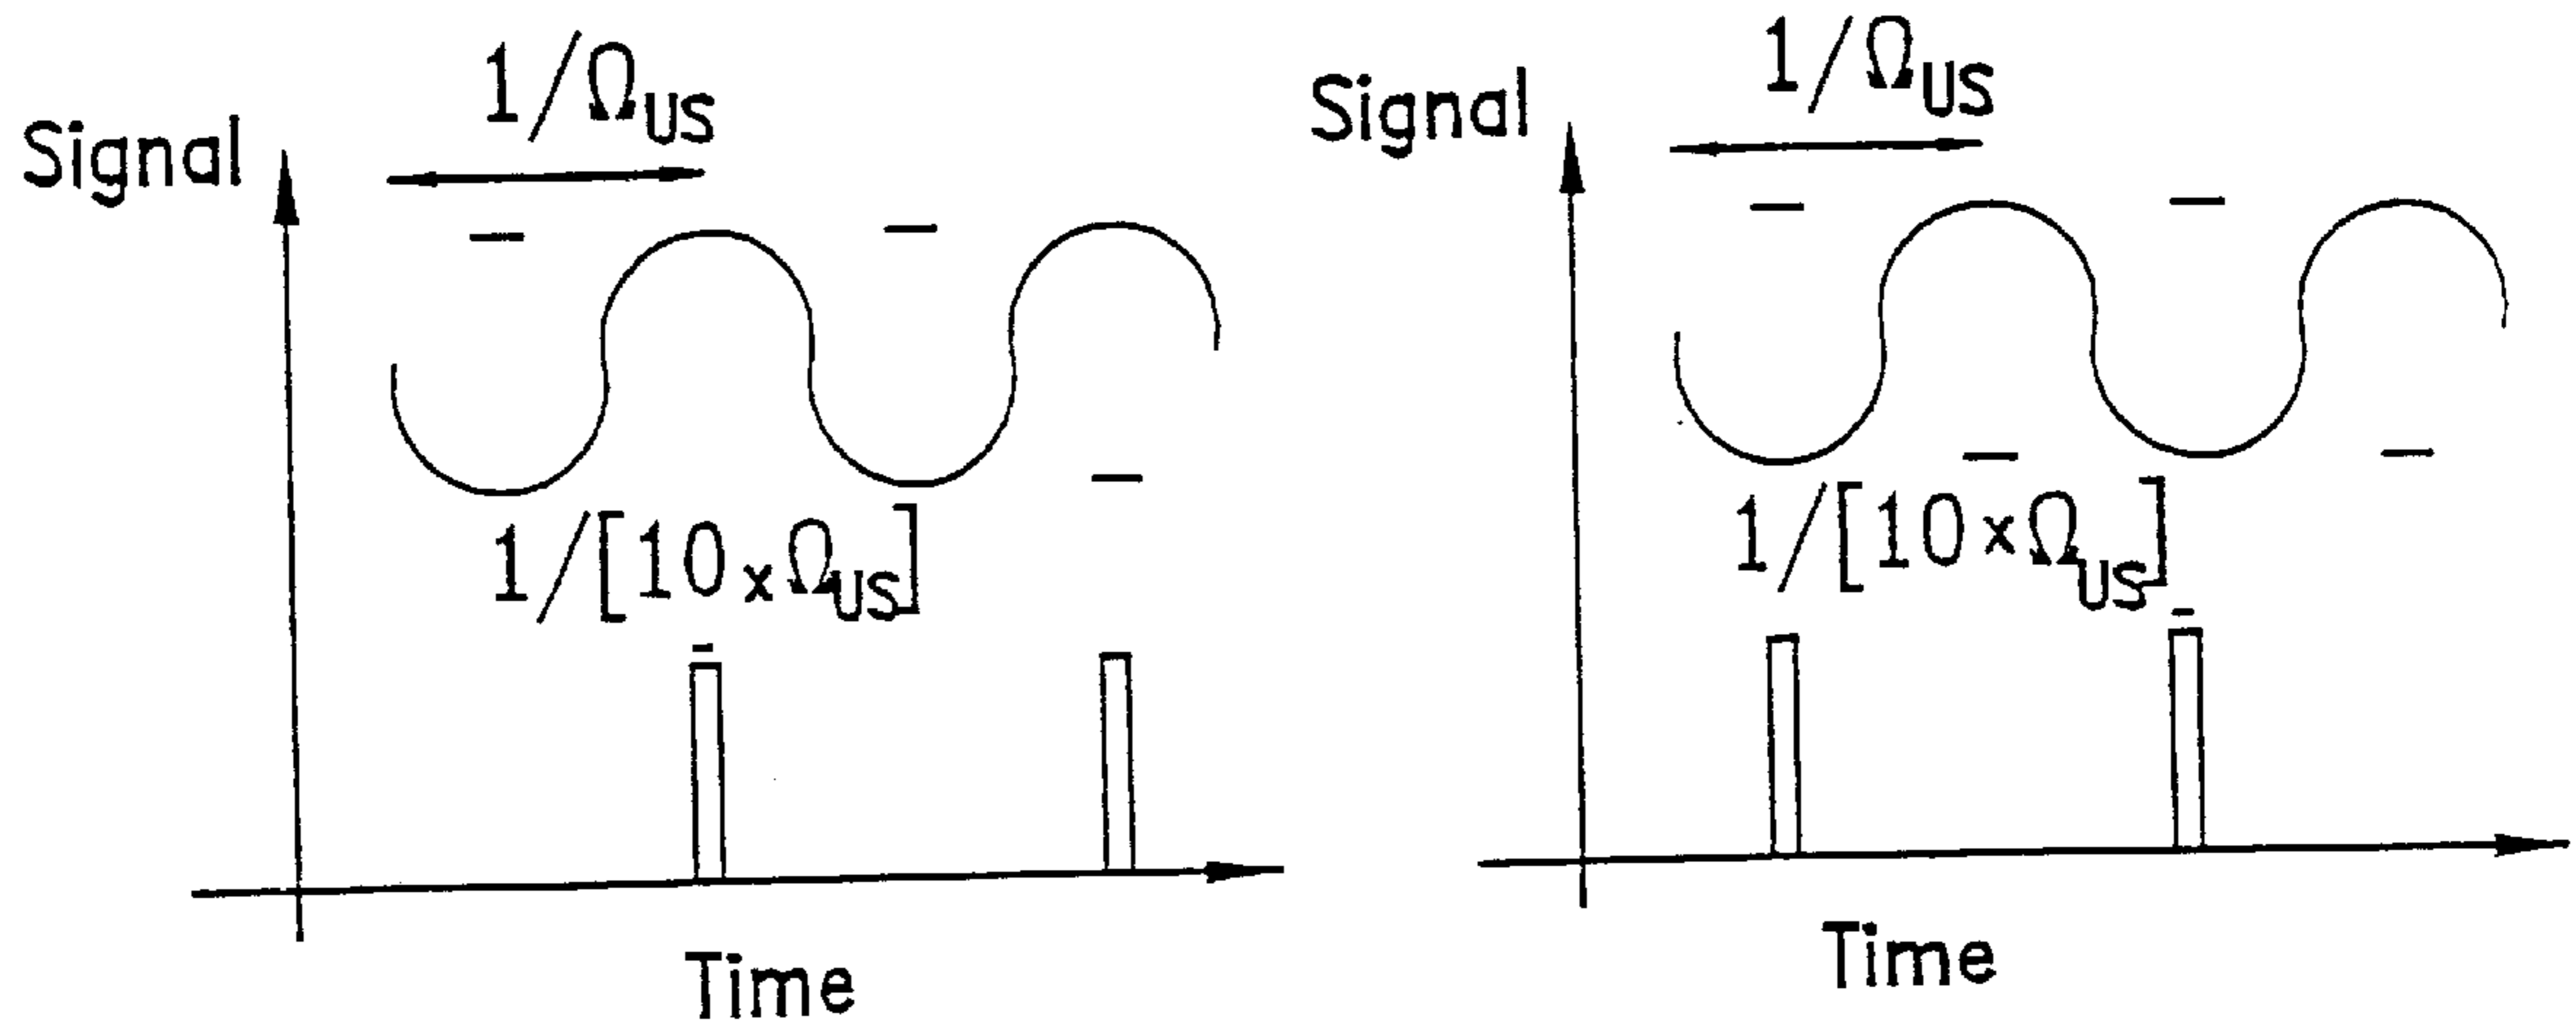 1/Ω_US
Signal
1/[10 x Ω_US]
Time
1/Ω_US
Signal
1/[10 x Ω_US]
Time